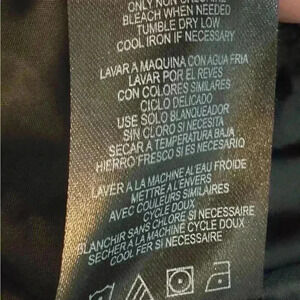 ONLY NON-CHLORINE
BLEACH WHEN NEEDED
TUMBLE DRY LOW
COOL IRON IF NECESSARY
LAVAR A MAQUINA CON AGUA FRIA
LAVAR POR EL REVES
CON COLORES SIMILARES
CICLO DELICADO
USE SOLO BLANQUEADOR
SIN CLORO SI NECESITA
SECAR A TEMPERATURA BAJA
HIERRO FRESCO SI ES NECESARIO
LAVER A LA MACHINE AL'EAU FROIDE
METTRE A L'ENVERS
AVEC COULEURS SIMILAIRES
CYCLE DOUX
BLANCHIR SANS CHLORE SI NECESSAIRE
SECHER A LA MACHINE CYCLE DOUX
COOL FER SI NECESSAIRE